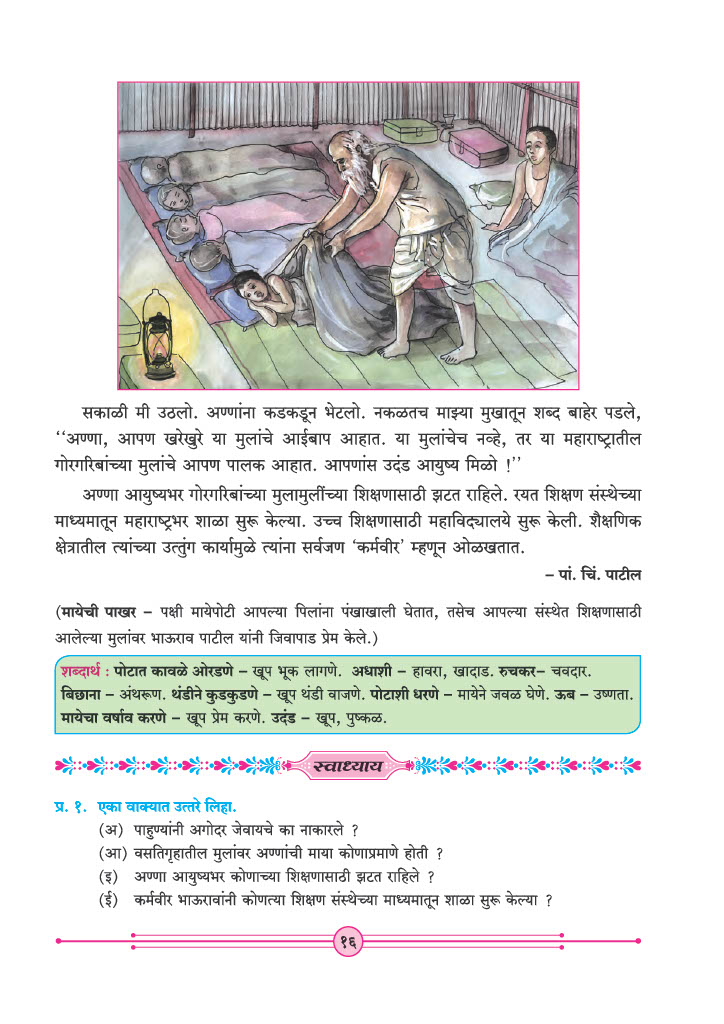 सकाळी मी उठलो. अण्णांना कडकडून भेटलो. नकळतच माझ्या मुखातून शब्द बाहेर पडले,
‘‘अण्णा, आपण खरेखुरे या मुलांचे आईबाप आहात. या मुलांचेच नव्हे, तर या महाराष्ट्रातील
गोरगरिबांच्या मुलांचे आपण पालक आहात. आपणांस उदंड आयुष्य मिळो !’’
अण्णा आयुष्यभर गोरगरिबांच्या मुलामुलींच्या शिक्षणासाठी झटत राहिले. रयत शिक्षण संस्थेच्या
माध्यमातून महाराष्ट्रभर शाळा सुरू केल्या. उच्च शिक्षणासाठी महाविद्यालये सुरू केली. शैक्षणिक
क्षेत्रातील त्यांच्या उत्तुंग कार्यामुळे त्यांना सर्वजण ‘कर्मवीर’ म्हणून ओळखतात.
– पां. चिं. पाटील
(मायेची पाखर – पक्षी मायेपोटी आपल्या पिलांना पंखाखाली घेतात, तसेच आपल्या संस्थेत शिक्षणासाठी
आलेल्या मुलांवर भाऊराव पाटील यांनी जिवापाड प्रेम केले.)
शब्दार्थ : पोटात कावळे ओरडणे – खूप भूक लागणे. अधाशी – हावरा, खादाड. रुचकर– चवदार.
बिछाना – अंथरूण. थंडीने कुडकुडणे – खूप थंडी वाजणे. पोटाशी धरणे – मायेने जवळ घेणे. ऊब – उष्णता.
मायेचा वर्षाव करणे – खूप प्रेम करणे. उदंड – खूप, पुष्कळ.
स्वाध्याय
प्र. १. एका वाक्यात उत्तरे लिहा.
(अ) पाहुण्यांनी अगोदर जेवायचे का नाकारले ?
(आ) वसतिगृहातील मुलांवर अण्णांची माया कोणाप्रमाणे होती ?
(इ) अण्णा आयुष्यभर कोणाच्या शिक्षणासाठी झटत राहिले ?
(ई) कर्मवीर भाऊरावांनी कोणत्या शिक्षण संस्थेच्या माध्यमातून शाळा सुरू केल्या ?
१६